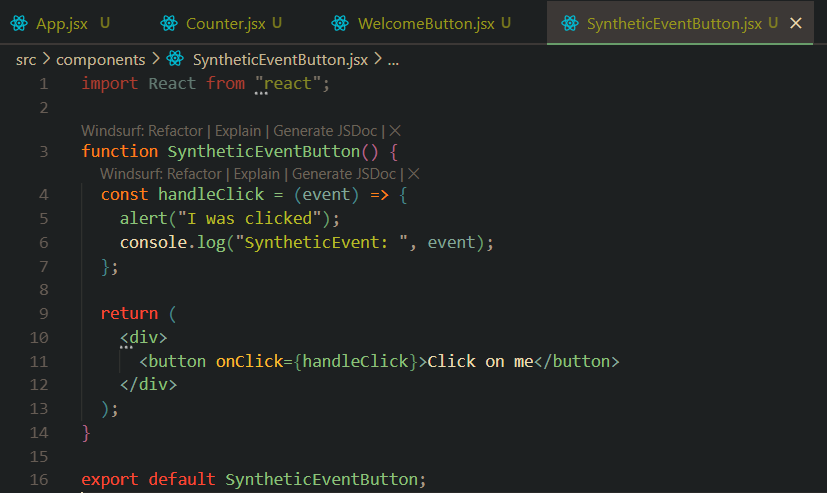 App.jsx U Counter.jsx U WelcomeButton.jsx U SyntheticEventButton.jsx U ×
src > components > SyntheticEventButton.jsx > ...
1 import React from "react";
2
Windsurf: Refactor | Explain | Generate JSDoc | ×
3 function SyntheticEventButton() {
Windsurf: Refactor | Explain | Generate JSDoc | ×
4 const handleClick = (event) => {
5 alert("I was clicked");
6 console.log("SyntheticEvent: ", event);
7 };
8
9 return (
10 <div>
11 <button onClick={handleClick}>Click on me</button>
12 </div>
13 );
14 }
15
16 export default SyntheticEventButton;